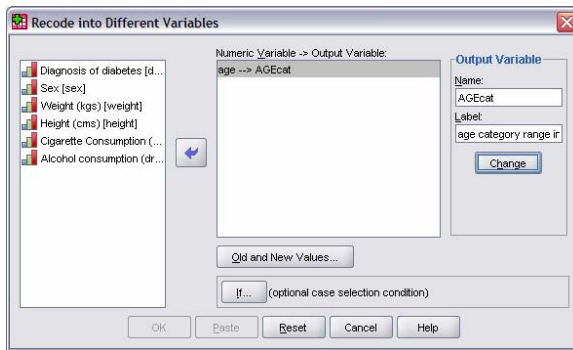 Recode into Different Variables
Diagnosis of diabetes [d...
Sex [sex]
Weight (kgs) [weight]
Height (cms) [height]
Cigarette Consumption (...
Alcohol consumption (dr...
Numeric Variable -> Output Variable:
age --> AGEcat
Output Variable
Name:
AGEcat
Label:
age category range ir
Change
Old and New Values...
If...
(optional case selection condition)
OK
Paste
Reset
Cancel
Help